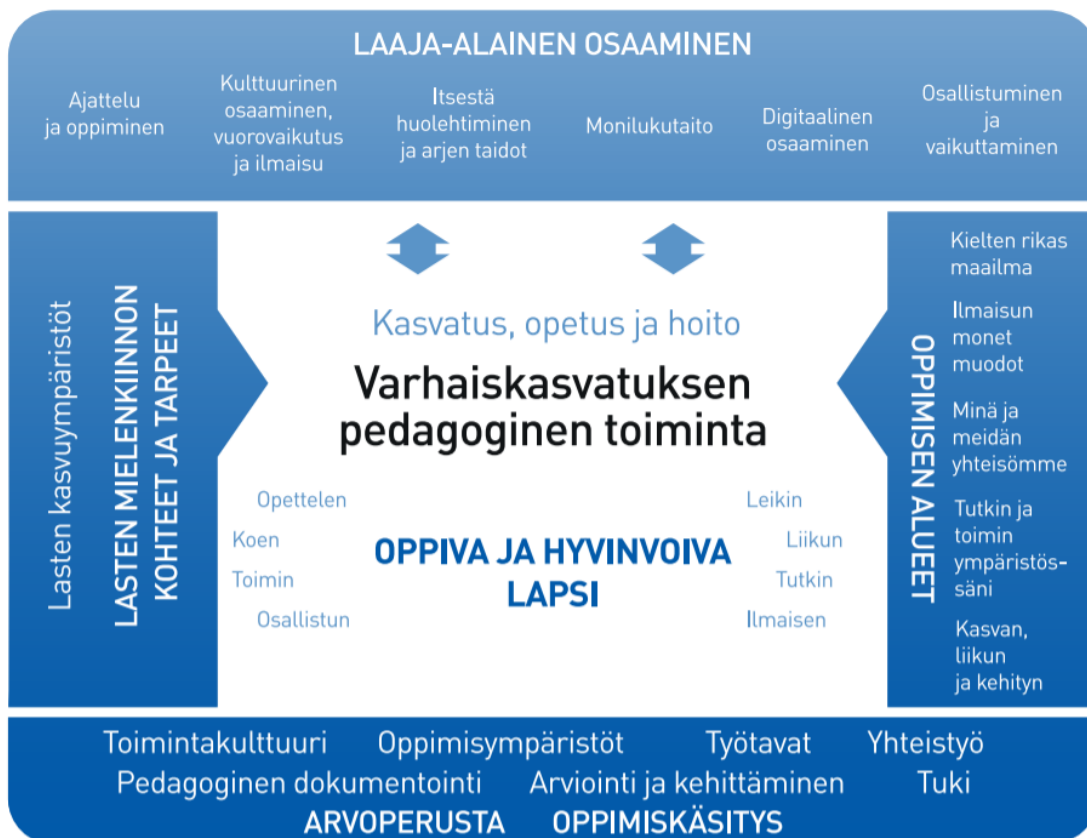 LAAJA-ALAINEN OSAAMINEN
Ajattelu
ja oppiminen
Kulttuurinen
osaaminen,
vuorovaikutus
ja ilmaisu
Itsestä
huolehtiminen
ja arjen taidot
Monilukutaito
Digitaalinen
osaaminen
Osallistuminen
ja
vaikuttaminen
Lasten kasvuympäristöt
LASTEN MIELENKIINNON
KOHTEET JA TARPEET
Kasvatus, opetus ja hoito
Varhaiskasvatuksen
pedagoginen toiminta
Opettelen
Koen
Toimin
Osallistun
OPPIVA JA HYVINVOIVA
LAPSI
Leikin
Liikun
Tutkin
Ilmaisen
OPPIMISEN ALUEET
Kielten rikas
maailma
Ilmaisun
monet
muodot
Minä ja
meidän
yhteisömme
Tutkin ja
toimin
ympäristös-
säni
Kasvan,
liikun
ja kehityn
Toimintakulttuuri Oppimisympäristöt Työtavat Yhteistyö
Pedagoginen dokumentointi Arviointi ja kehittäminen Tuki
ARVOPERUSTA OPPIMISKÄSITYS